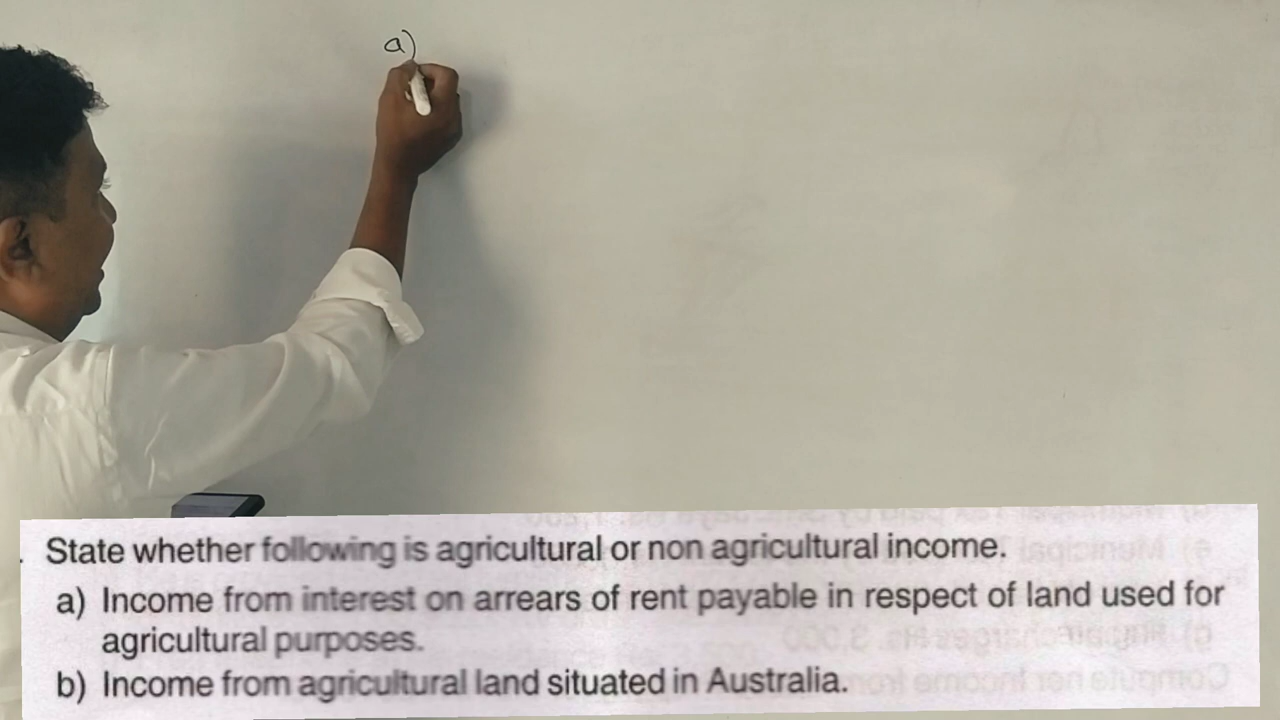 a)
. State whether following is agricultural or non agricultural income.
a) Income from interest on arrears of rent payable in respect of land used for
agricultural purposes.
b) Income from agricultural land situated in Australia.